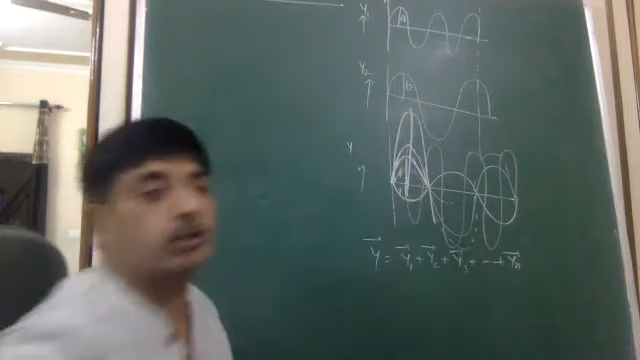 y₁
a
y₂
b
y
y⃗ = y⃗₁ + y⃗₂ + y⃗₃ + -- + y⃗ₙ